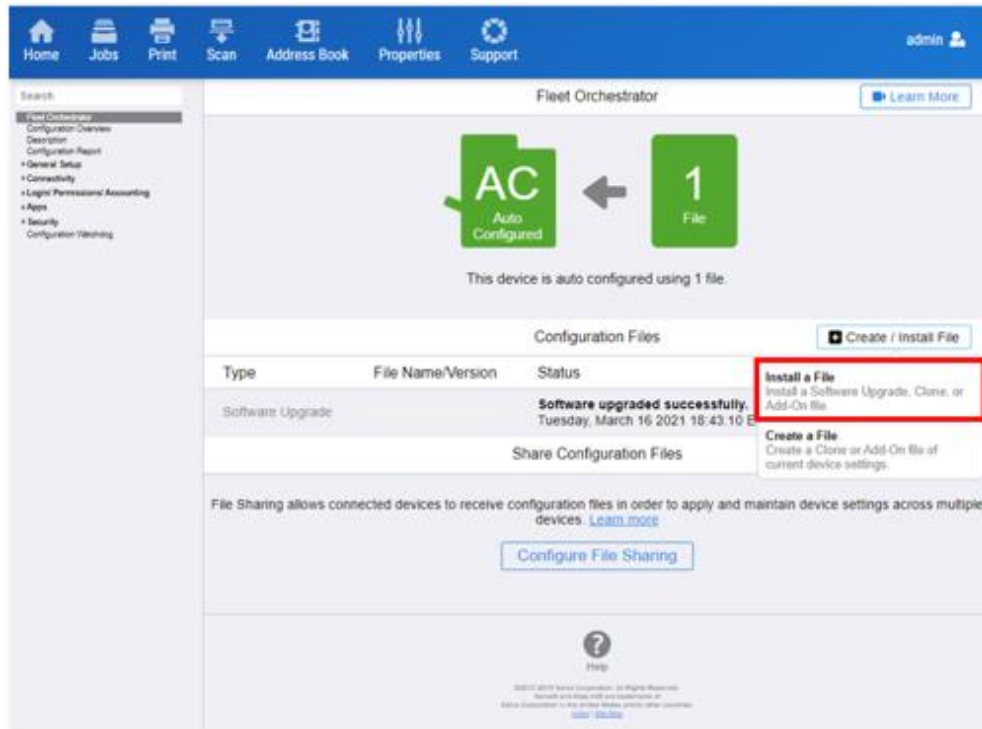 Home
Jobs
Print
Scan
Address Book
Properties
Support
admin
Search
Fleet Orchestrator
Configuration Overview
Description
Configuration Report
General Setup
Connectivity
Login/ Permissions/ Accounting
Apps
Security
Configuration Watchdog
Fleet Orchestrator
Learn More
AC
Auto
Configured
1
File
This device is auto configured using 1 file.
Configuration Files
Create / Install File
Type File Name/Version Status
Software Upgrade
Software upgraded successfully.
Tuesday, March 16 2021 18:43.10 E
Install a File
Install a Software Upgrade, Clone, or
Add-On file.
Create a File
Create a Clone or Add-On file of
current device settings.
Share Configuration Files
File Sharing allows connected devices to receive configuration files in order to apply and maintain device settings across multiple
devices. Learn more
Configure File Sharing
Help